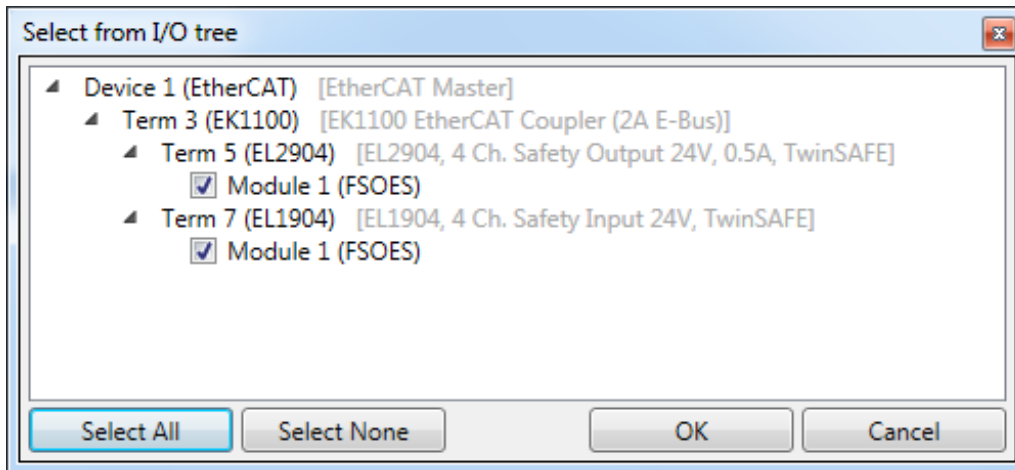 Select from I/O tree
Device 1 (EtherCAT) [EtherCAT Master]
Term 3 (EK1100) [EK1100 EtherCAT Coupler (2A E-Bus)]
Term 5 (EL2904) [EL2904, 4 Ch. Safety Output 24V, 0.5A, TwinSAFE]
Module 1 (FSOES)
Term 7 (EL1904) [EL1904, 4 Ch. Safety Input 24V, TwinSAFE]
Module 1 (FSOES)
Select All Select None OK Cancel